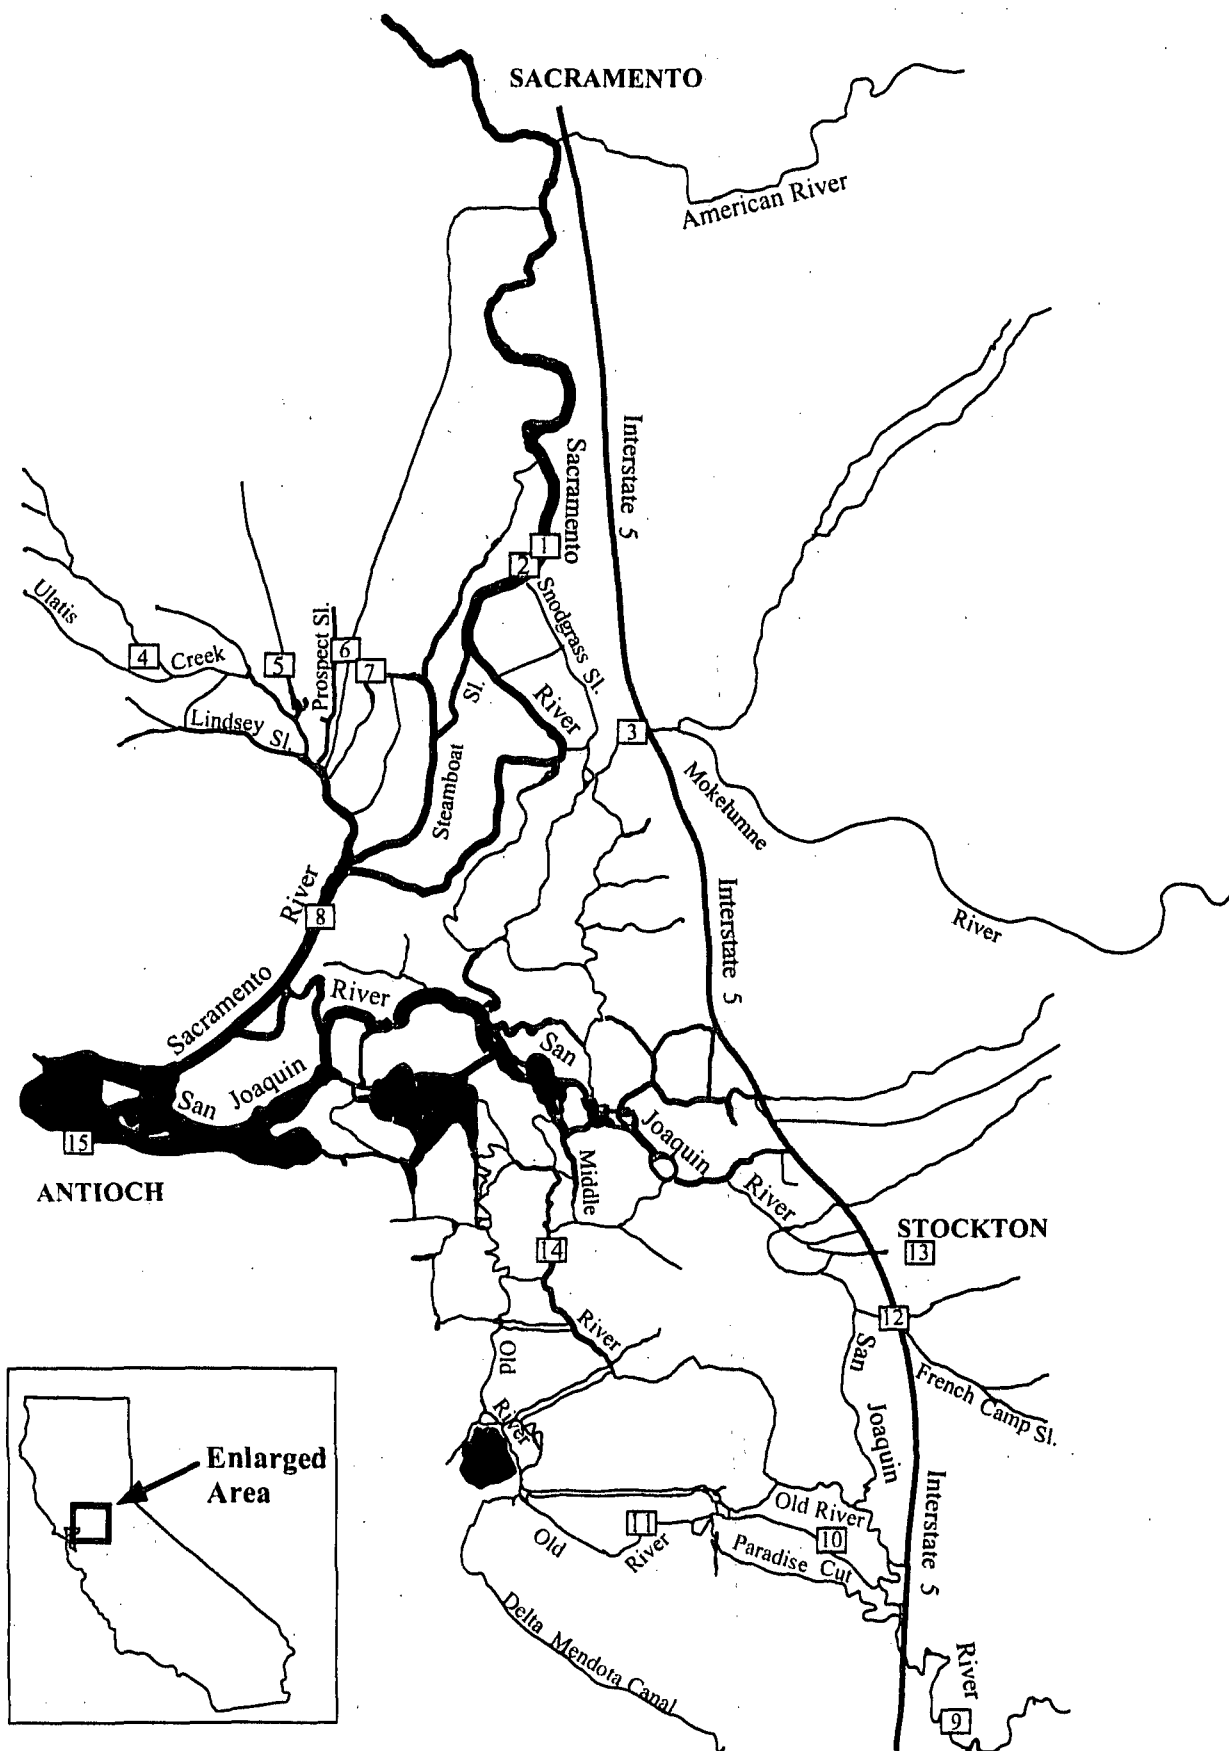 SACRAMENTO
American River
Interstate 5
Sacramento
1
2
Snodgrass Sl.
Ulatis
Creek
4
5
Prospect Sl.
6
7
Lindsey Sl.
Sl.
River
3
Steamboat
Mokelumne
River
River
8
Interstate 5
Sacramento
River
San
San
Joaquin
Joaquin
River
Middle
15
ANTIOCH
STOCKTON
13
14
River
12
San
Joaquin
French Camp Sl.
Old
River
Enlarged
Area
Interstate 5
Old River
11
10
Old
River
Paradise Cut
Delta Mendota Canal
River
9